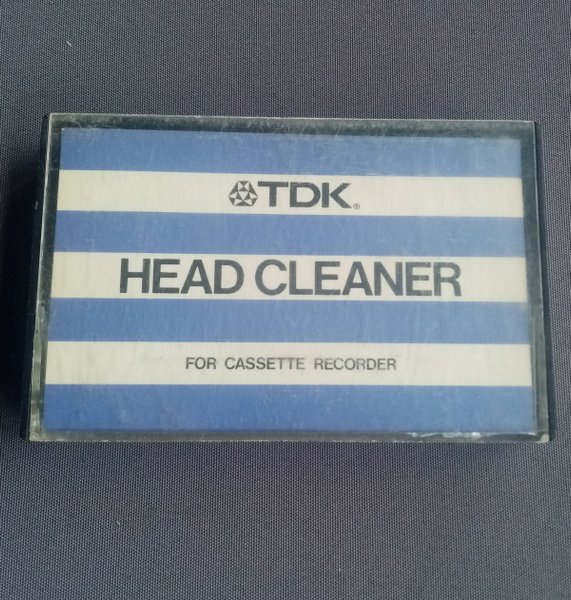 TDK®
HEAD CLEANER
FOR CASSETTE RECORDER